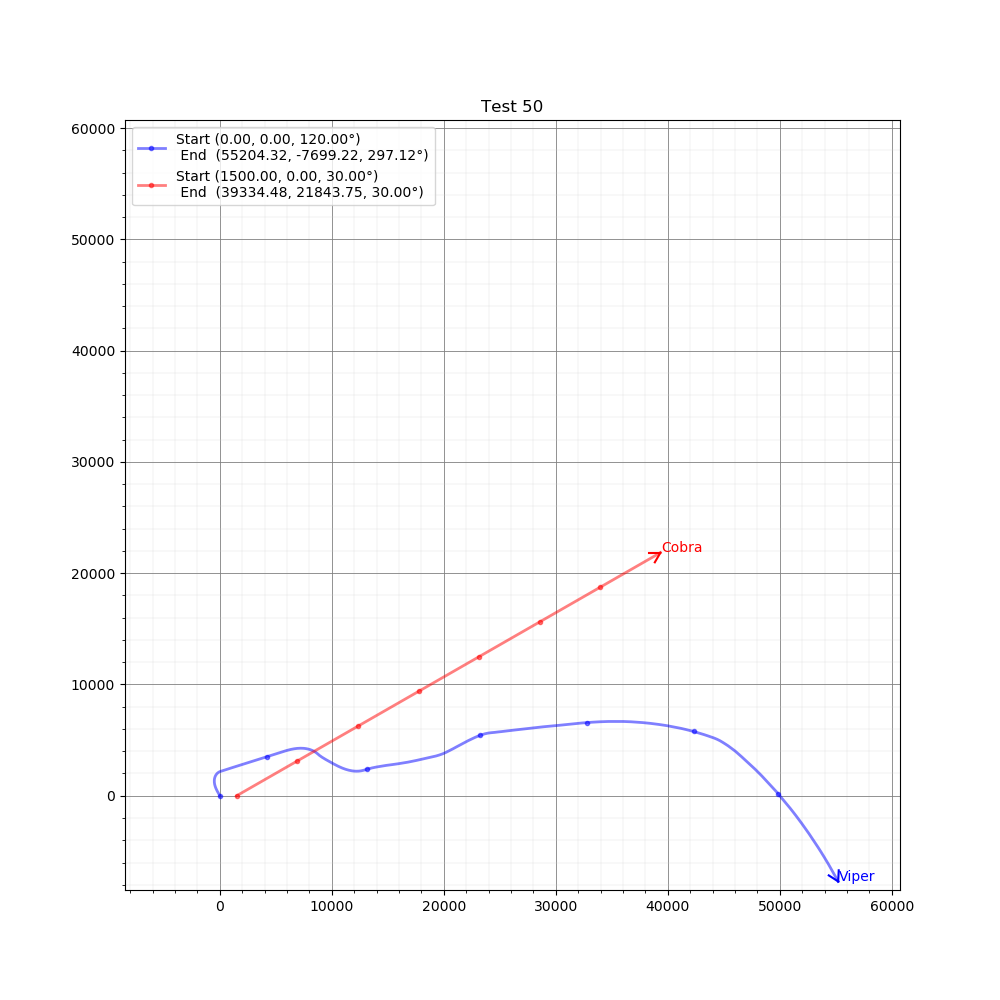 Test 50
60000
50000
40000
30000
20000
10000
0
Start (0.00, 0.00, 120.00°)
End (55204.32, -7699.22, 297.12°)
Start (1500.00, 0.00, 30.00°)
End (39334.48, 21843.75, 30.00°)
Cobra
Viper
0
10000
20000
30000
40000
50000
60000